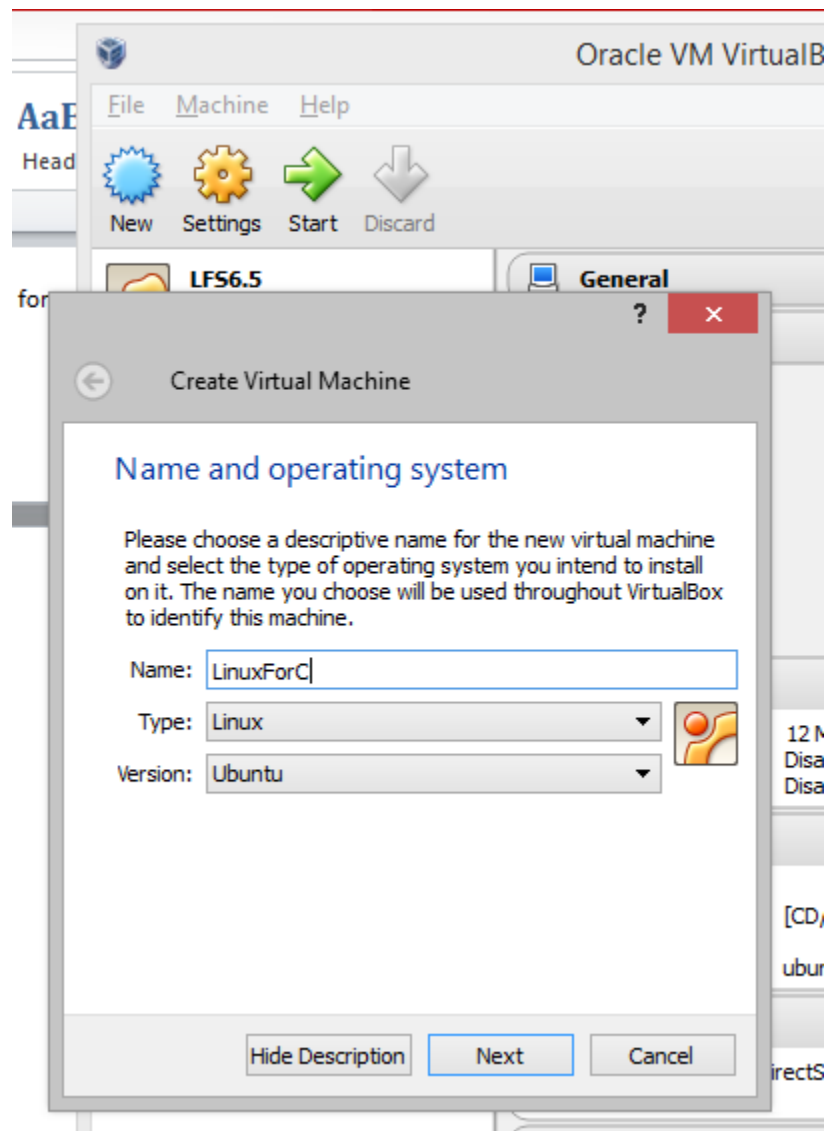 Oracle VM VirtualB
AaB
File Machine Help
Head
New Settings Start Discard
LFS6.5
General
for
?
Create Virtual Machine
Name and operating system
Please choose a descriptive name for the new virtual machine
and select the type of operating system you intend to install
on it. The name you choose will be used throughout VirtualBox
to identify this machine.
Name: LinuxForC
Type: Linux
Version: Ubuntu
12 M
Disa
Disa
[CD/
ubun
Hide Description Next Cancel
irectS